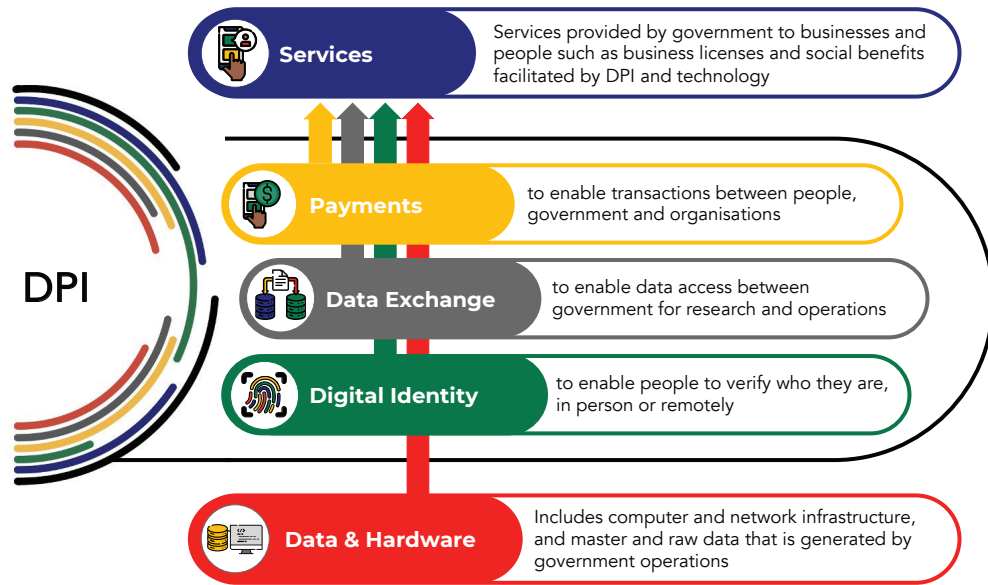 Services
Services provided by government to businesses and
people such as business licenses and social benefits
facilitated by DPI and technology
DPI
Payments
to enable transactions between people,
government and organisations
Data Exchange
to enable data access between
government for research and operations
Digital Identity
to enable people to verify who they are,
in person or remotely
Data & Hardware
Includes computer and network infrastructure,
and master and raw data that is generated by
government operations